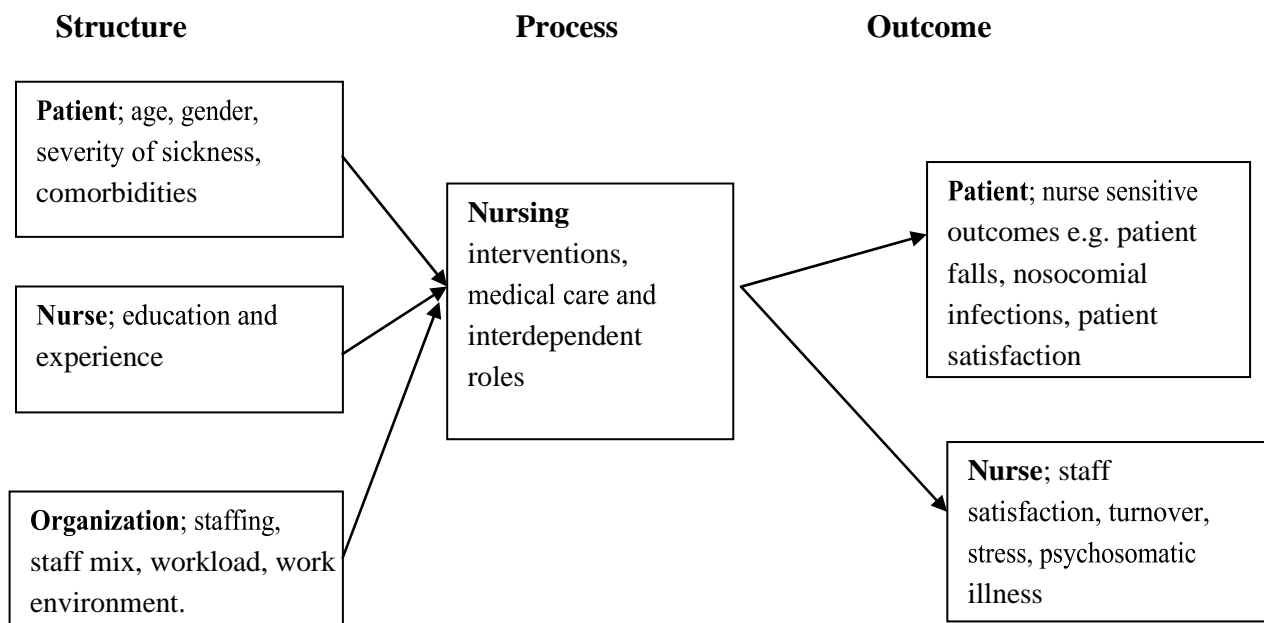 Structure
Process
Outcome
Patient; age, gender,
severity of sickness,
comorbidities
Nurse; education and
experience
Organization; staffing,
staff mix, workload, work
environment.
Nursing
interventions,
medical care and
interdependent
roles
Patient; nurse sensitive
outcomes e.g. patient
falls, nosocomial
infections, patient
satisfaction
Nurse; staff
satisfaction, turnover,
stress, psychosomatic
illness